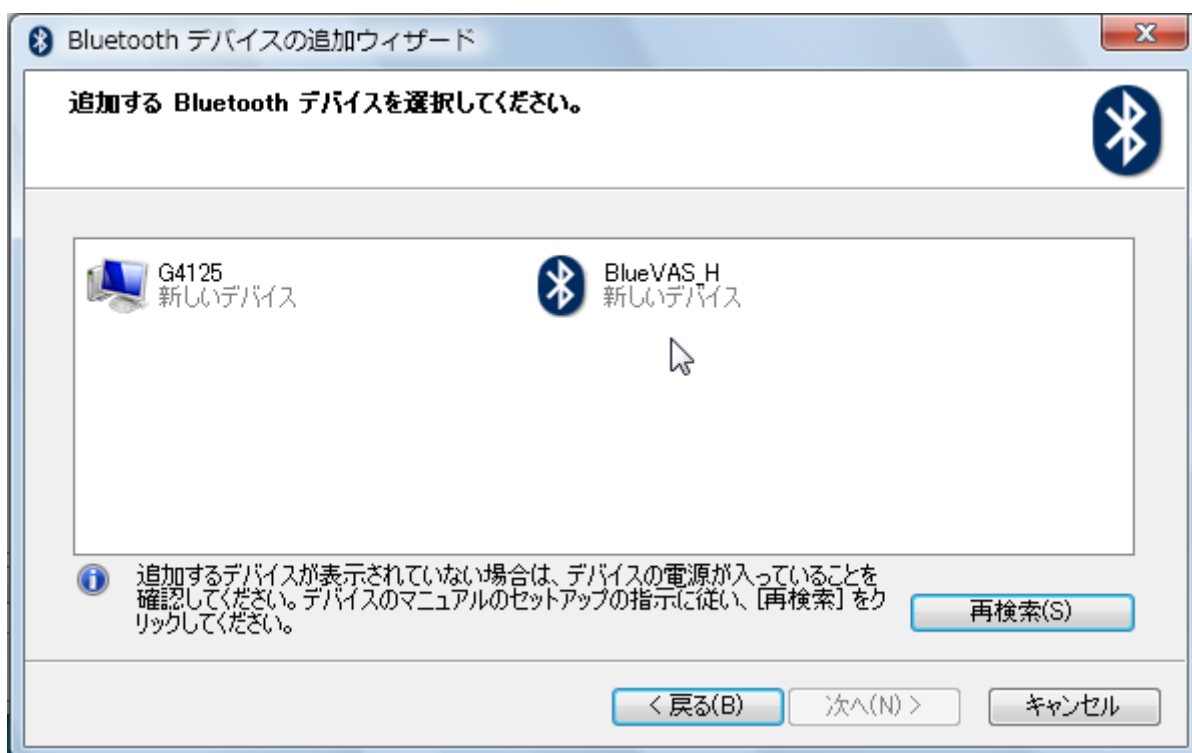 Bluetooth デバイスの追加ウィザード
追加する Bluetooth デバイスを選択してください。
G4125
新しいデバイス
BlueVAS_H
新しいデバイス
追加するデバイスが表示されていない場合は、デバイスの電源が入っていることを
確認してください。デバイスのマニュアルのセットアップの指示に従い、[再検索] をク
リックしてください。
再検索(S)
< 戻る(B)
次へ(N) >
キャンセル